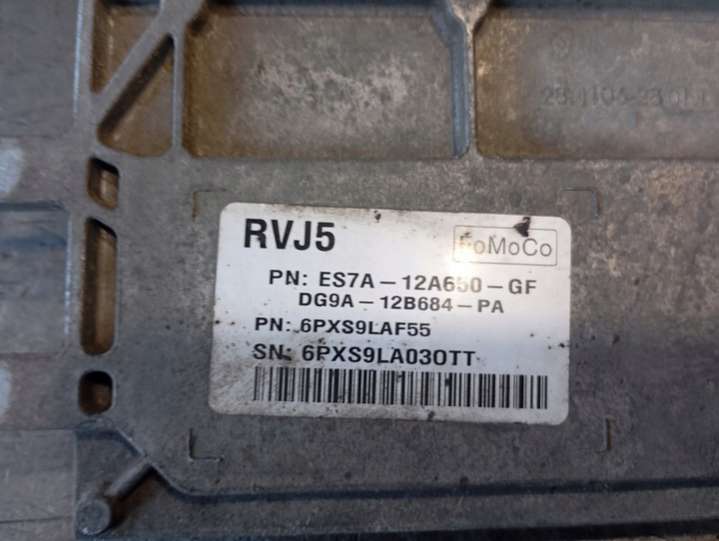 RVJ5
FoMoCo
PN: ES7A-12A650-GF
DG9A-12B684-PA
PN: 6PXS9LAF55
SN: 6PXS9LA03OTT